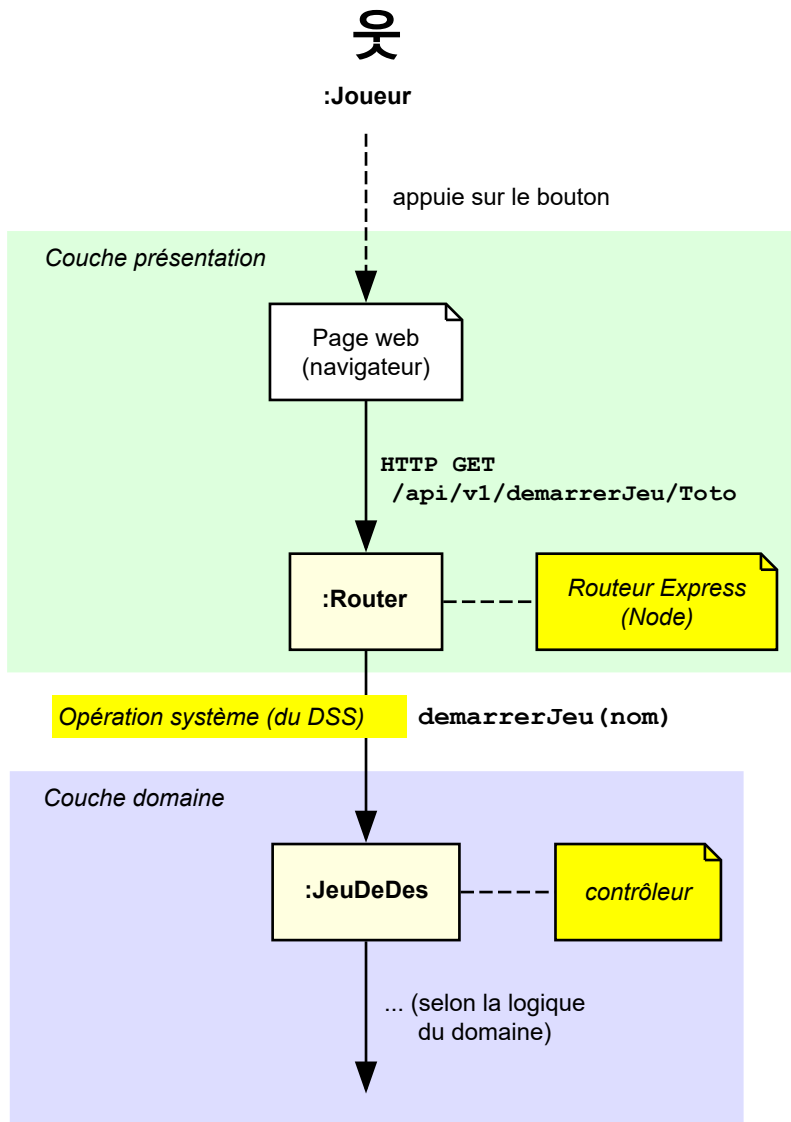 :Joueur
appuie sur le bouton
Couche présentation
Page web
(navigateur)
HTTP GET
/api/v1/demarrerJeu/Toto
:Router
Routeur Express
(Node)
Opération système (du DSS)
demarrerJeu(nom)
Couche domaine
:JeuDeDes
contrôleur
... (selon la logique
du domaine)